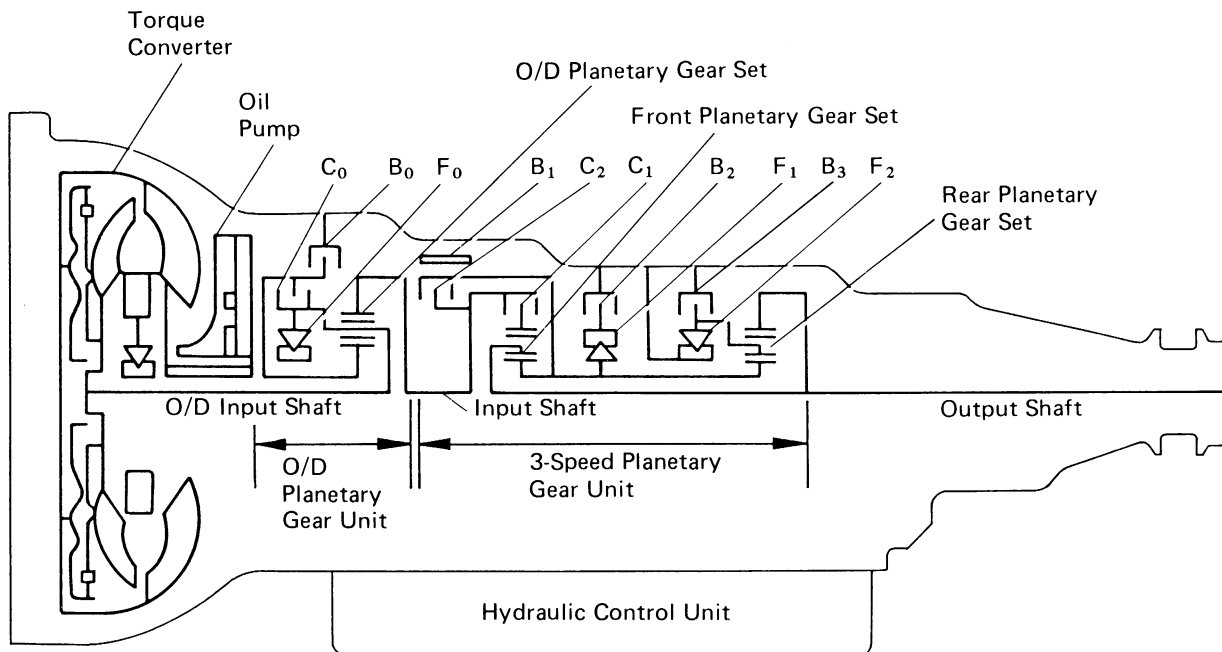 Torque
Converter
O/D Planetary Gear Set
Oil
Pump
Front Planetary Gear Set
C₀
B₀
F₀
B₁
C₂
C₁
B₂
F₁
B₃
F₂
Rear Planetary
Gear Set
O/D Input Shaft
Input Shaft
Output Shaft
O/D
Planetary
Gear Unit
3-Speed Planetary
Gear Unit
Hydraulic Control Unit